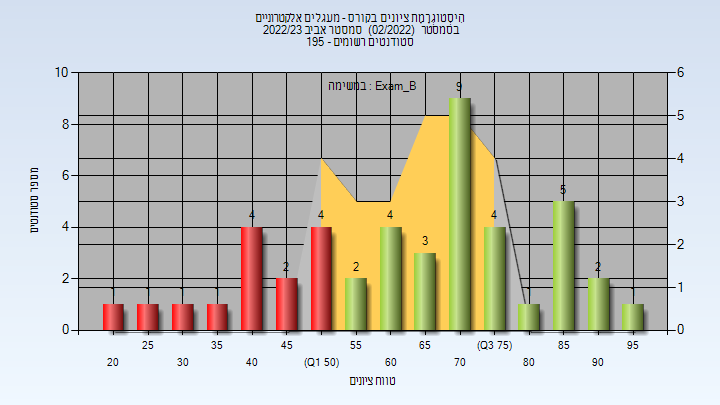 היסטוגרמת ציונים בקורס - מעגלים אלקטרוניים
בסמסטר (02/2022) סמסטר אביב 2022/23
סטודנטים רשומים - 195
במשימה : Exam_B
מספר סטודנטים
10
8
6
4
2
0
6
5
4
3
2
1
0
1 1 1 1 4 2 4 2 4 3 9 4 1 5 2 1
25 35 45 55 65 (Q3 75) 85 95
20 30 40 (Q1 50) 60 70 80 90
טווח ציונים